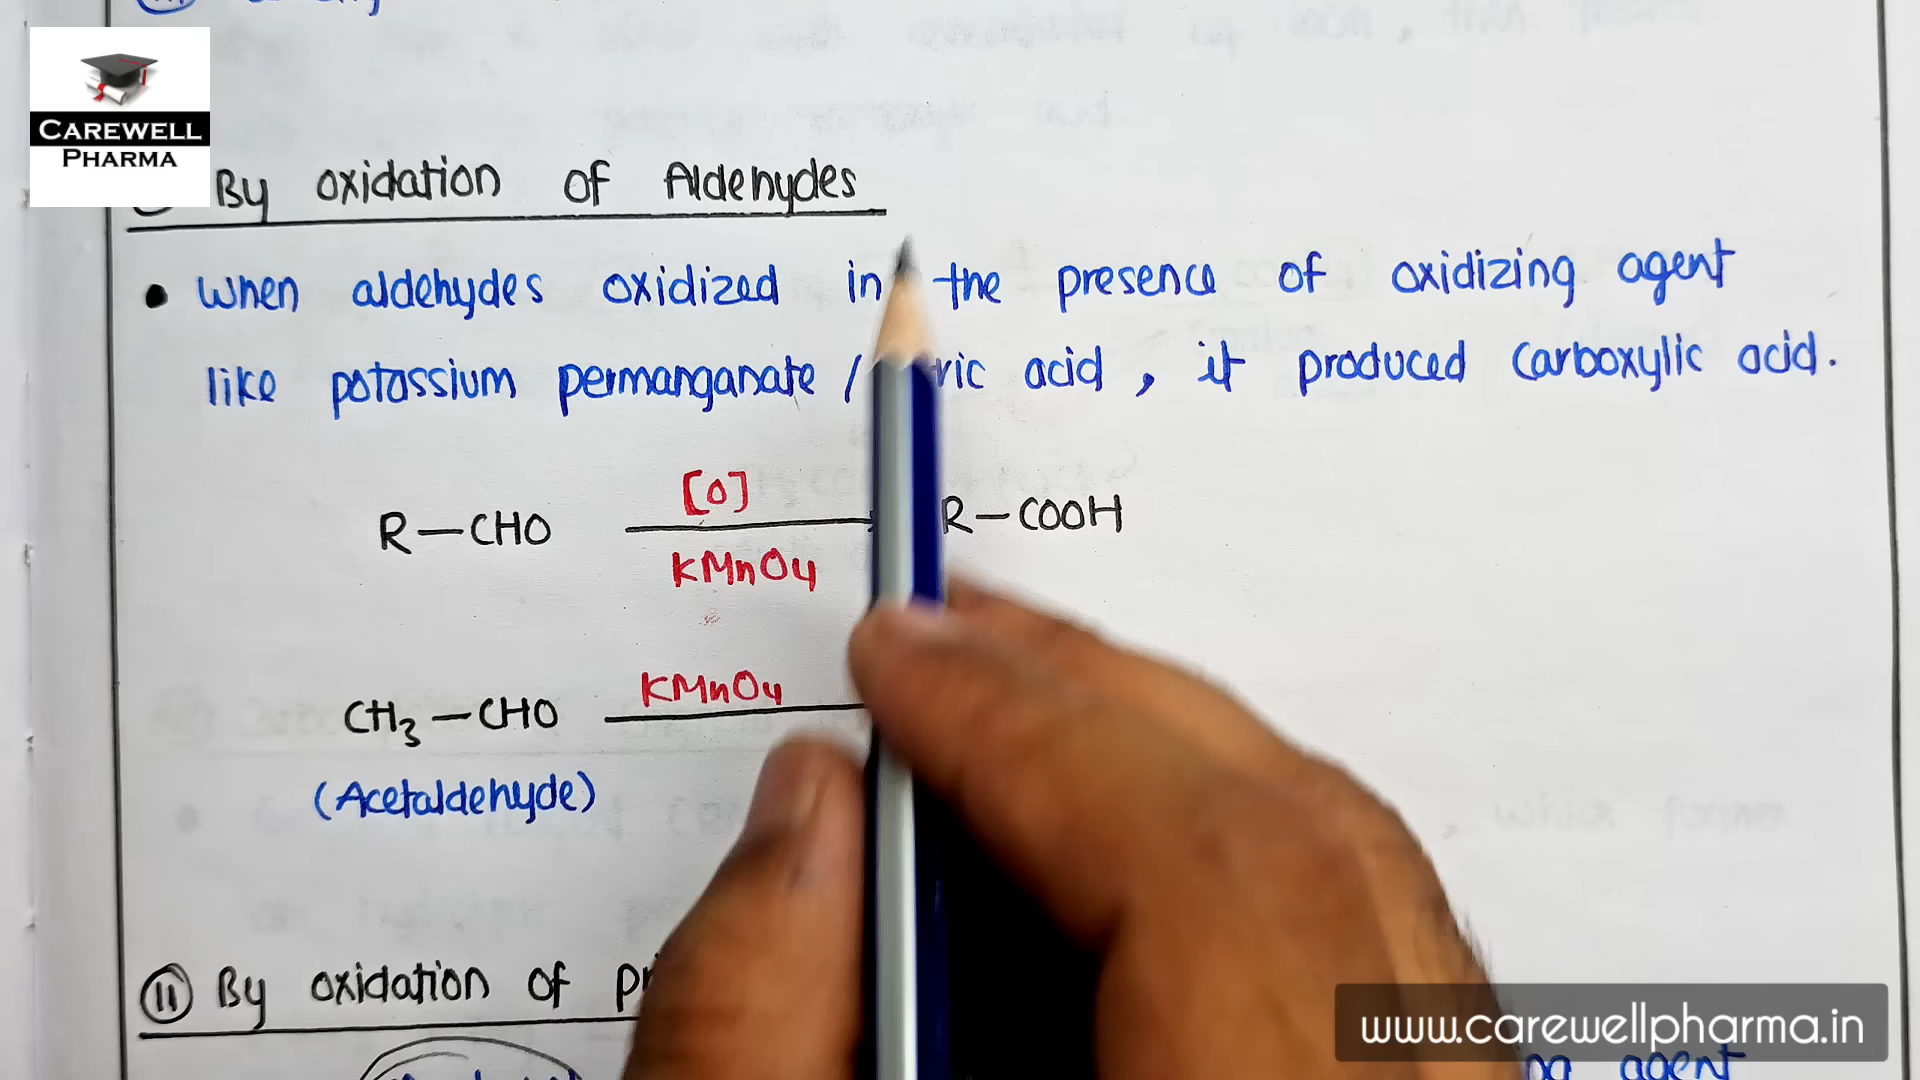 CAREWELL
PHARMA
By oxidation of Aldehydes
• When aldehydes oxidized in the presence of oxidizing agent
like potassium permanganate / ric acid , it produced carboxylic acid.
[O]
R—CHO R—COOH
KMnO4
KMnO4
CH3—CHO
(Acetaldehyde)
(II) By oxidation of pri
www.carewellpharma.in
agent